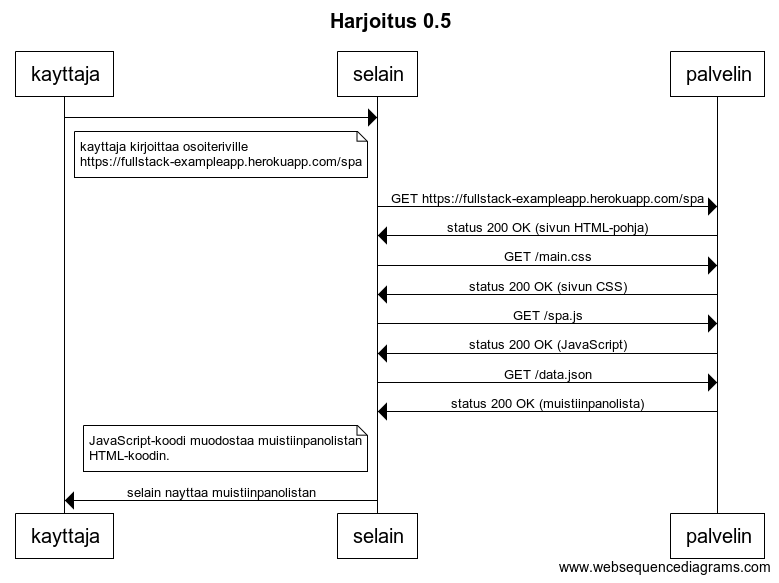 Harjoitus 0.5
kayttaja
selain
palvelin
kayttaja kirjoittaa osoiteriville
https://fullstack-exampleapp.herokuapp.com/spa
GET https://fullstack-exampleapp.herokuapp.com/spa
status 200 OK (sivun HTML-pohja)
GET /main.css
status 200 OK (sivun CSS)
GET /spa.js
status 200 OK (JavaScript)
GET /data.json
status 200 OK (muistiinpanolista)
JavaScript-koodi muodostaa muistiinpanolistan
HTML-koodin.
selain nayttaa muistiinpanolistan
kayttaja
selain
palvelin
www.websequencediagrams.com